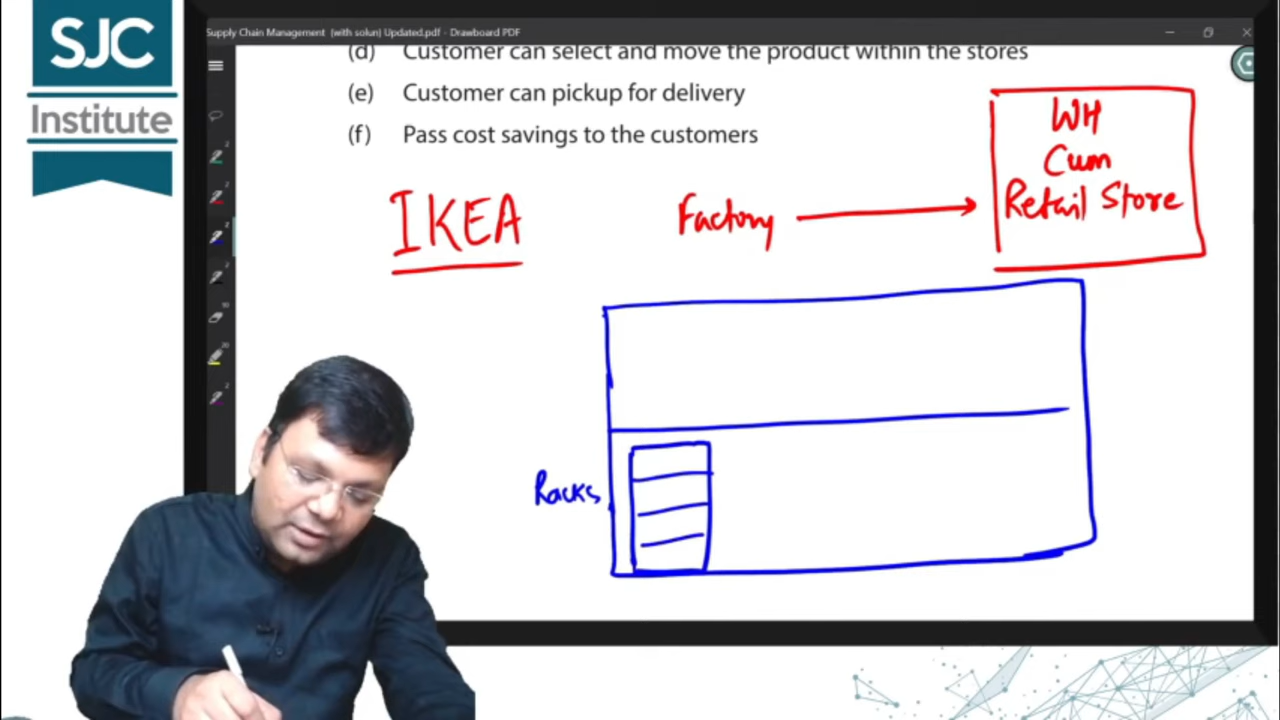 SJC
Institute
Supply Chain Management (with solun) Updated.pdf - Drawboard PDF
(d) Customer can select and move the product within the stores
(e) Customer can pickup for delivery
(f) Pass cost savings to the customers
IKEA
Factory
WH
Cum
Retail Store
Racks